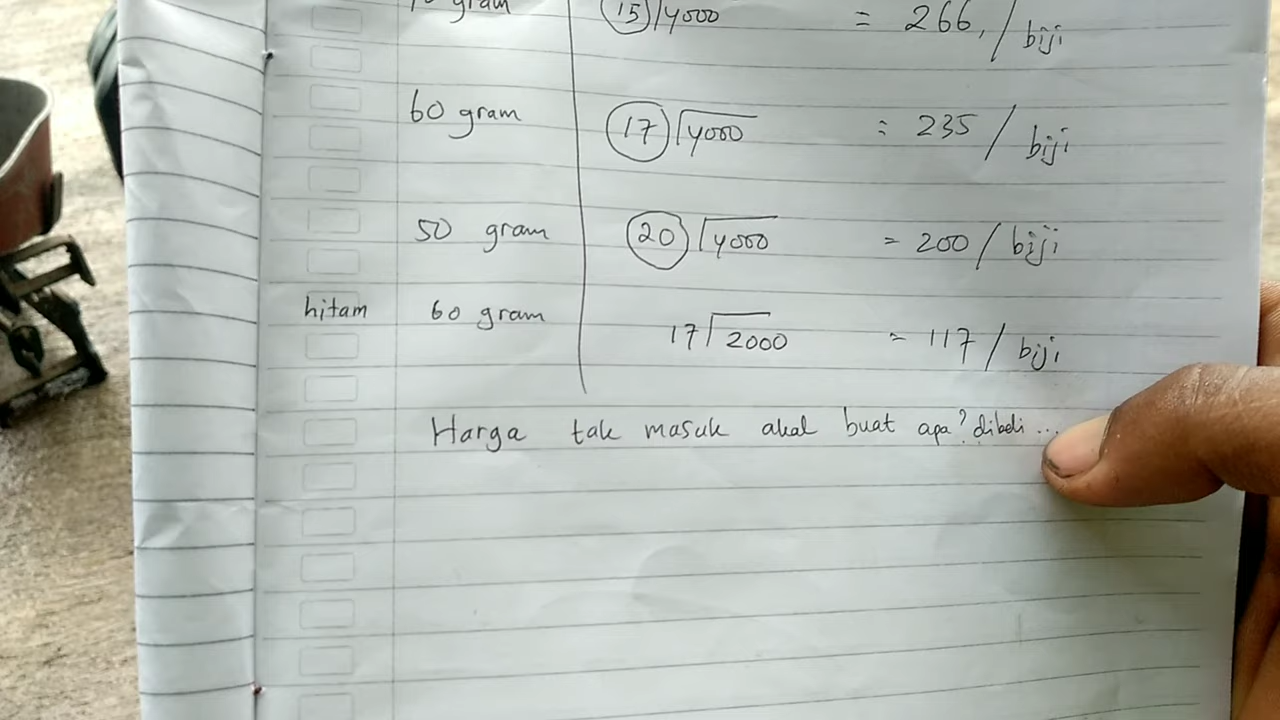 gram 15 4000 = 266, / biji
60 gram 17 4000 = 235 / biji
50 gram 20 4000 = 200 / biji
hitam 60 gram 17 2000 = 117 / biji
Harga tak masuk akal buat apa? dibeli...